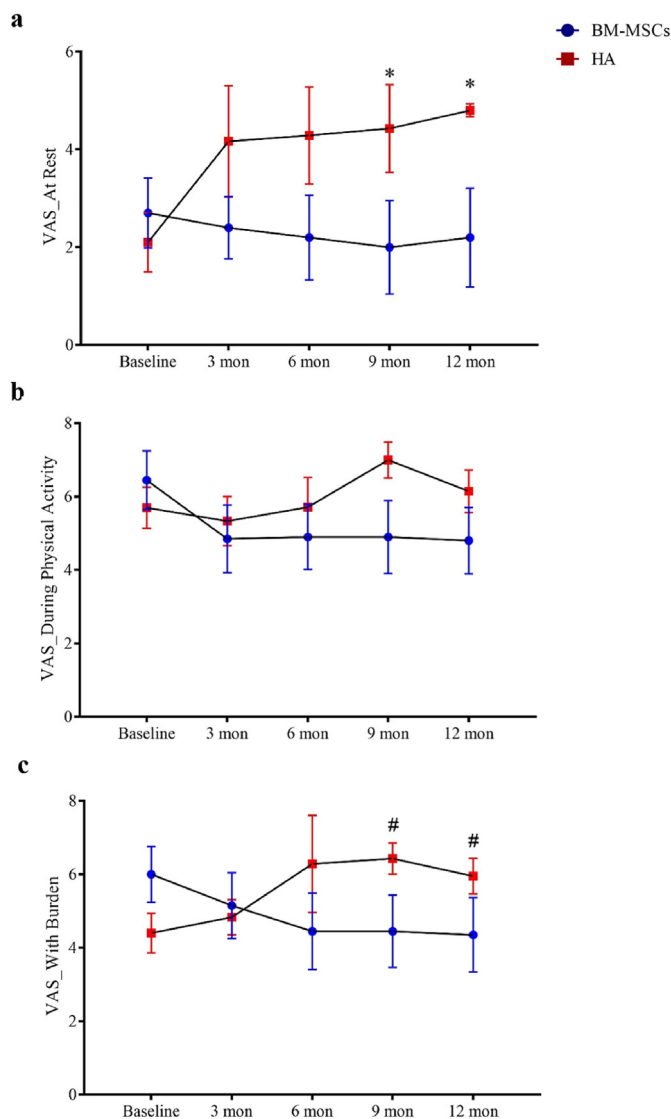 a
BM-MSCs
HA
6
4
2
0
VAS_At Rest
* *
Baseline 3 mon 6 mon 9 mon 12 mon
b
8
6
4
2
0
VAS_During Physical Activity
Baseline 3 mon 6 mon 9 mon 12 mon
c
8
6
4
2
0
VAS_With Burden
# #
Baseline 3 mon 6 mon 9 mon 12 mon